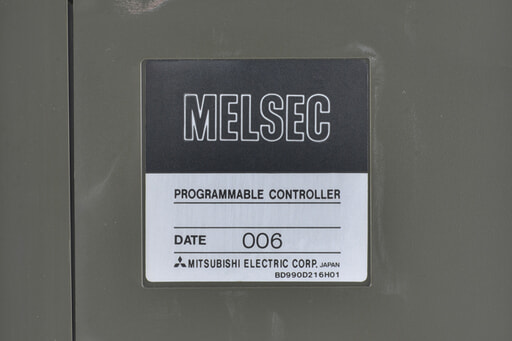 MELSEC
PROGRAMMABLE CONTROLLER
DATE 006
MITSUBISHI ELECTRIC CORP. JAPAN
BD990D216H01